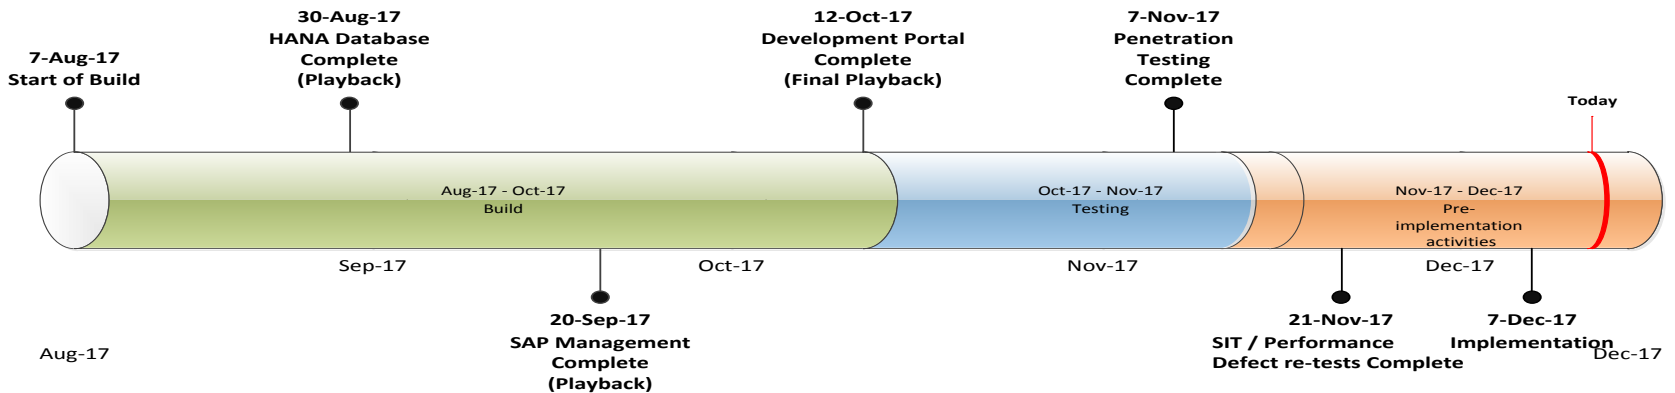 30-Aug-17
HANA Database
Complete
(Playback)
12-Oct-17
Development Portal
Complete
(Final Playback)
7-Nov-17
Penetration
Testing
Complete
7-Aug-17
Start of Build
Today
Aug-17 - Oct-17
Build
Oct-17 - Nov-17
Testing
Nov-17 - Dec-17
Pre-
implementation
activities
Sep-17
Oct-17
Nov-17
Dec-17
20-Sep-17
SAP Management
Complete
(Playback)
21-Nov-17
SIT / Performance
Defect re-tests Complete
7-Dec-17
Implementation
Aug-17
Dec-17